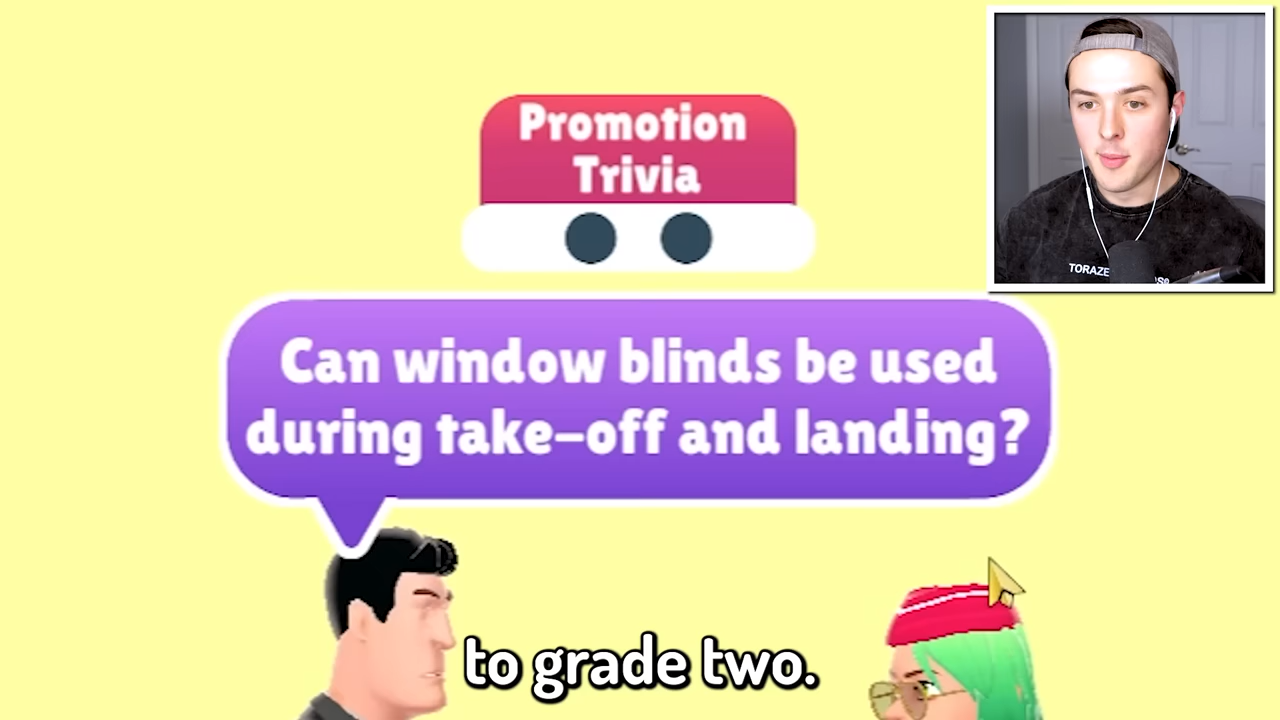 Promotion
Trivia
Can window blinds be used
during take-off and landing?
to grade two.